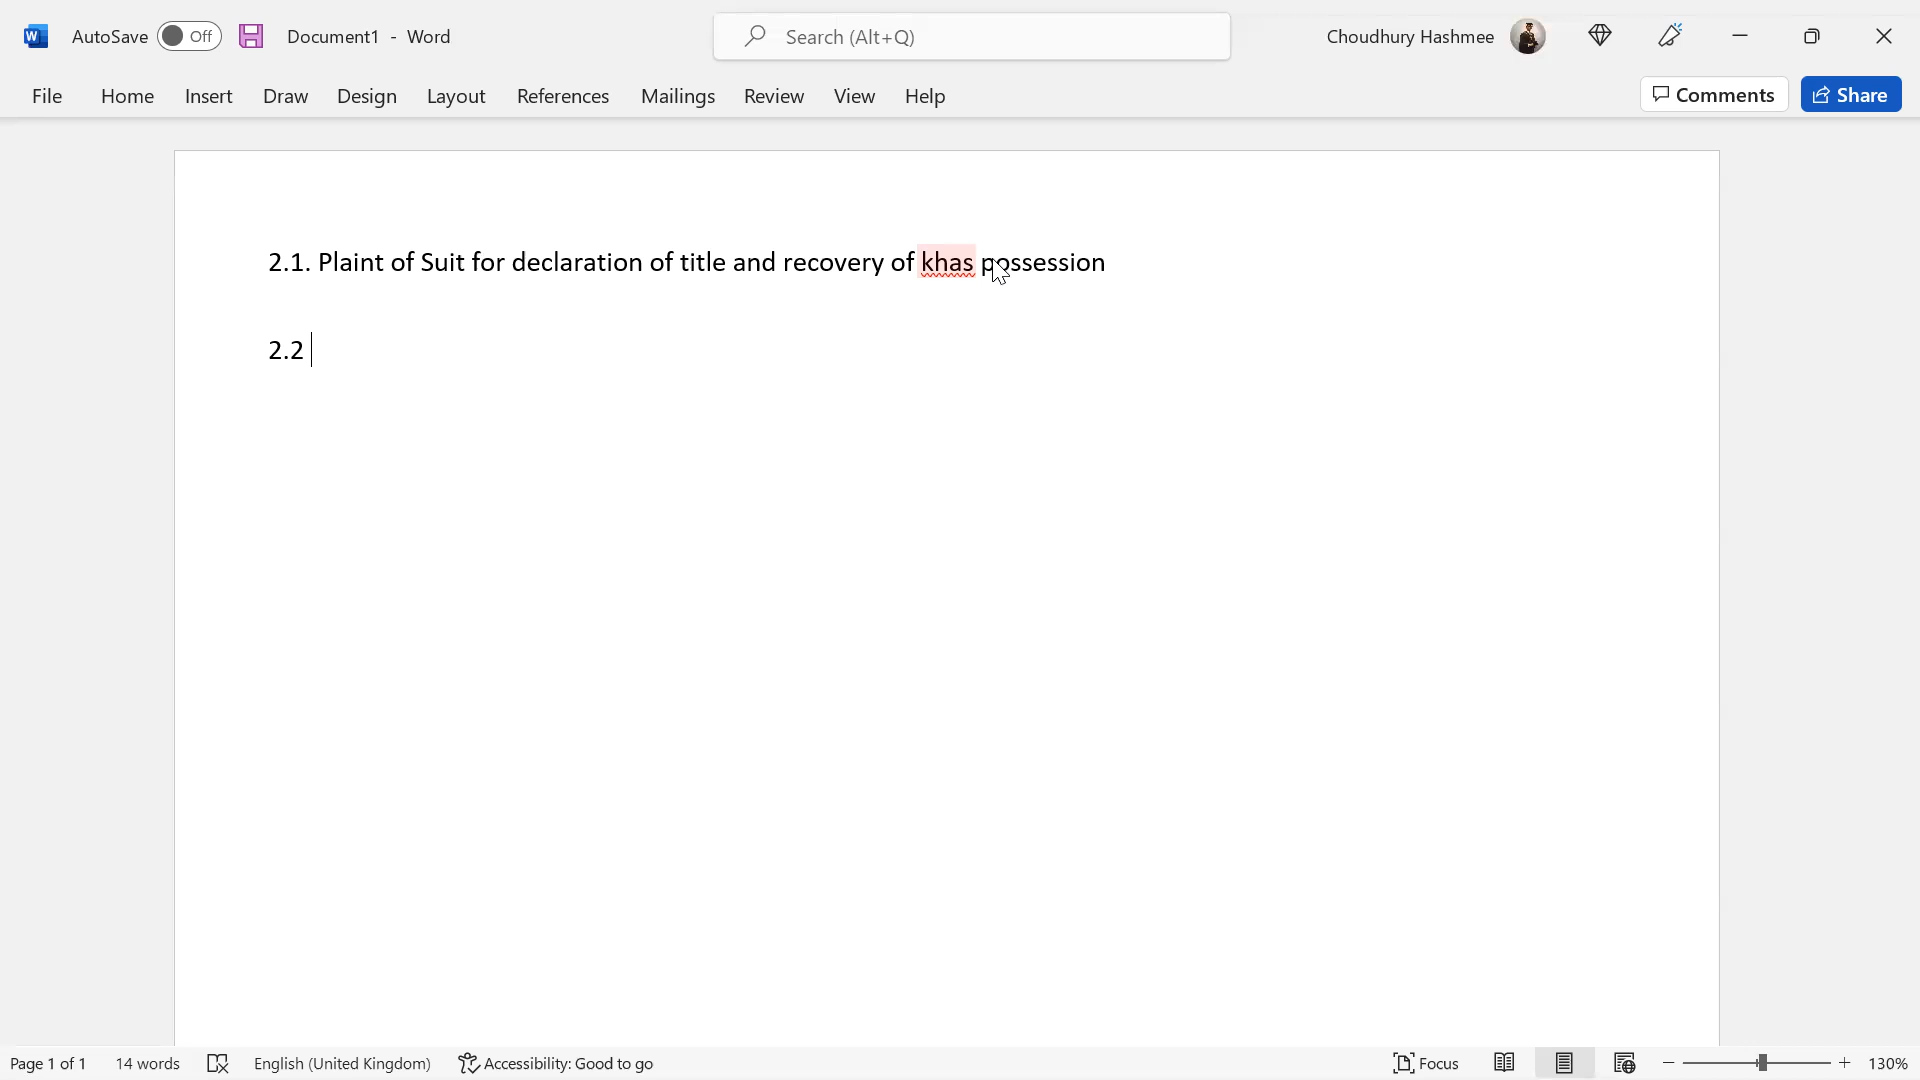 AutoSave Off Document1 - Word Search (Alt+Q) Choudhury Hashmee
File Home Insert Draw Design Layout References Mailings Review View Help Comments Share
2.1. Plaint of Suit for declaration of title and recovery of khas possession
2.2
Page 1 of 1 14 words English (United Kingdom) Accessibility: Good to go Focus 130%